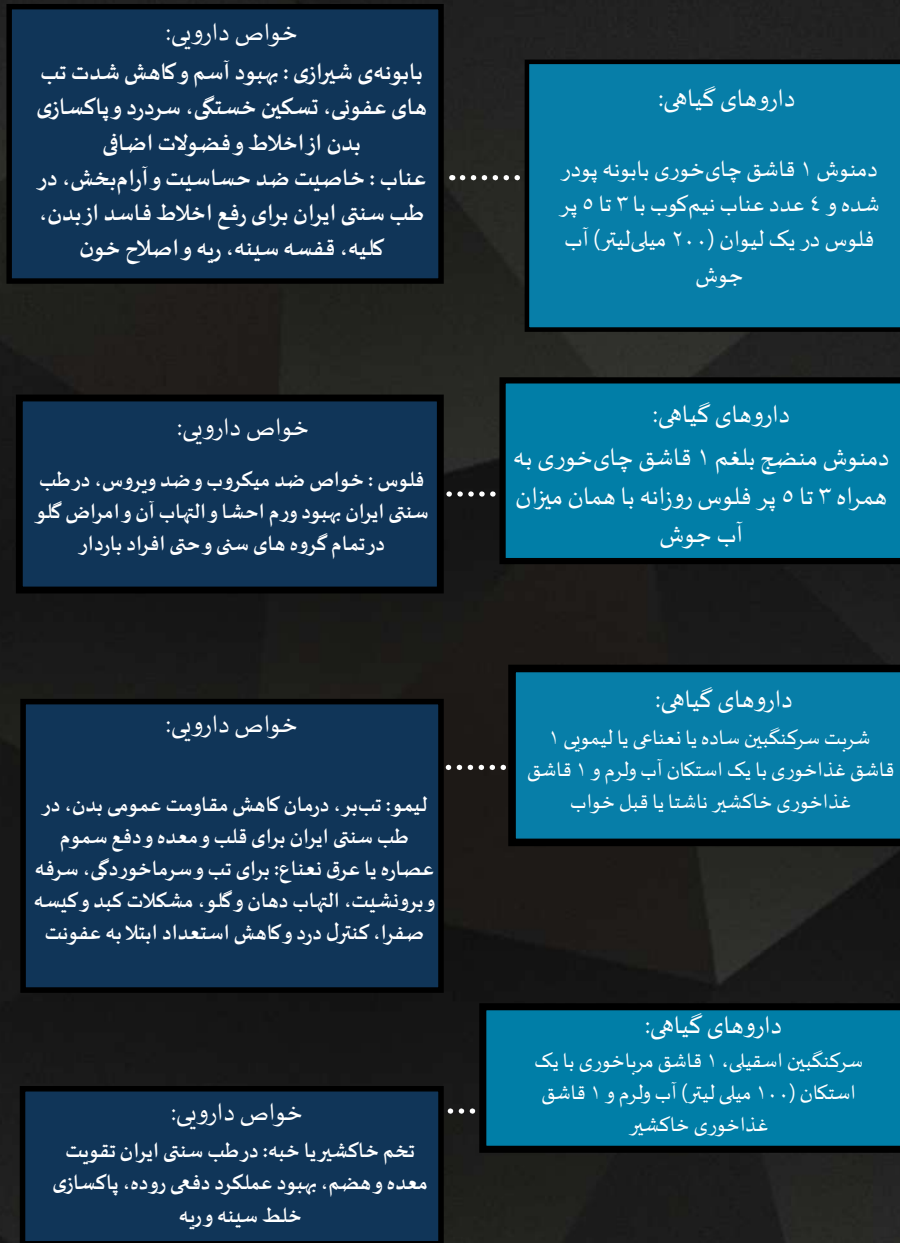 داروهای گیاهی:
دمنوش ۱ قاشق چای‌خوری بابونه پودر
شده و ٤ عدد عناب نیم‌کوب با ۳ تا ٥ پر
فلوس در یک لیوان (۲۰۰ میلی‌لیتر) آب
جوش
خواص دارویی:
بابونه‌ی شیرازی : بهبود آسم و کاهش شدت تب
های عفونی، تسکین خستگی، سردرد و پاکسازی
بدن از اخلاط و فضولات اضافی
عناب : خاصیت ضد حساسیت و آرام‌بخش، در
طب سنتی ایران برای رفع اخلاط فاسد از بدن،
کلیه، قفسه سینه، ریه و اصلاح خون
داروهای گیاهی:
دمنوش منضج بلغم ۱ قاشق چای‌خوری به
همراه ۳ تا ٥ پر فلوس روزانه با همان میزان
آب جوش
خواص دارویی:
فلوس : خواص ضد میکروب و ضد ویروس، در طب
سنتی ایران بهبود ورم احشا و التهاب آن و امراض گلو
در تمام گروه های سنی و حتی افراد باردار
داروهای گیاهی:
شربت سرکنگبین ساده یا نعناعی یا لیمویی ۱
قاشق غذاخوری با یک استکان آب ولرم و ۱ قاشق
غذاخوری خاکشیر ناشتا یا قبل خواب
خواص دارویی:
لیمو: تب‌بر، درمان کاهش مقاومت عمومی بدن، در
طب سنتی ایران برای قلب و معده و دفع سموم
عصاره یا عرق نعناع: برای تب و سرماخوردگی، سرفه
و برونشیت، التهاب دهان و گلو، مشکلات کبد و کیسه
صفرا، کنترل درد و کاهش استعداد ابتلا به عفونت
داروهای گیاهی:
سرکنگبین اسقیلی، ۱ قاشق مرباخوری با یک
استکان (۱۰۰ میلی لیتر) آب ولرم و ۱ قاشق
غذاخوری خاکشیر
خواص دارویی:
تخم خاکشیر یا خبه: در طب سنتی ایران تقویت
معده و هضم، بهبود عملکرد دفعی روده، پاکسازی
خلط سینه و ریه